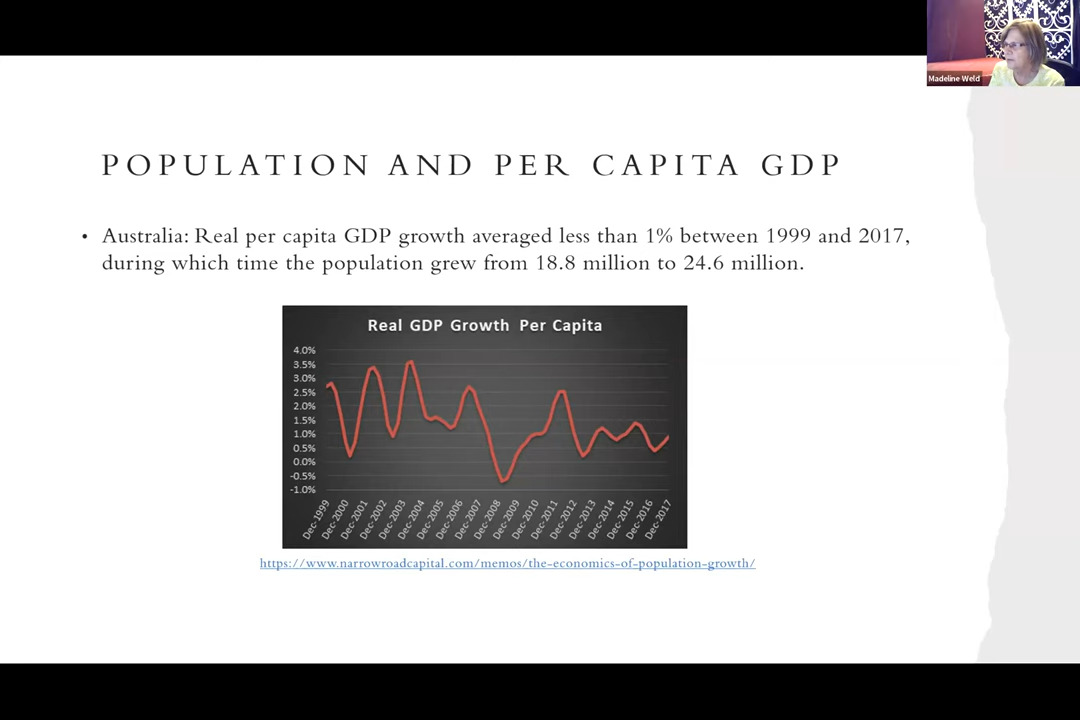 Madeline Weld
POPULATION AND PER CAPITA GDP
• Australia: Real per capita GDP growth averaged less than 1% between 1999 and 2017,
during which time the population grew from 18.8 million to 24.6 million.
Real GDP Growth Per Capita
4.0%
3.5%
3.0%
2.5%
2.0%
1.5%
1.0%
0.5%
0.0%
-0.5%
-1.0%
Dec-1999
Dec-2000
Dec-2001
Dec-2002
Dec-2003
Dec-2004
Dec-2005
Dec-2006
Dec-2007
Dec-2008
Dec-2009
Dec-2010
Dec-2011
Dec-2012
Dec-2013
Dec-2014
Dec-2015
Dec-2016
Dec-2017
https://www.narrowroadcapital.com/memos/the-economics-of-population-growth/